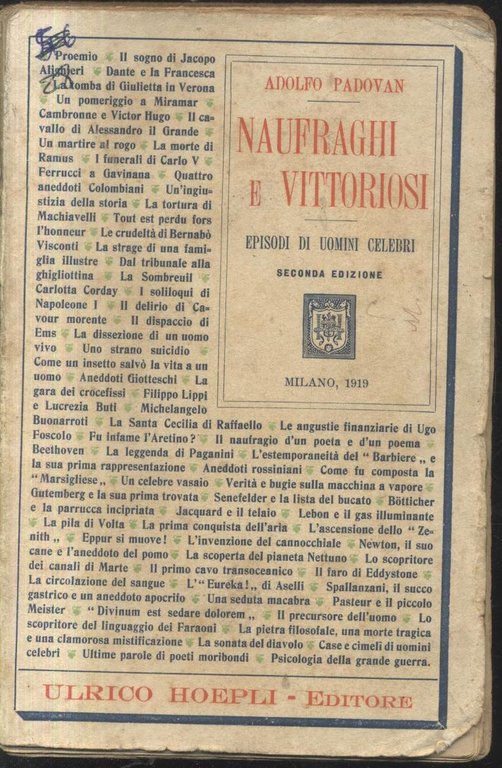 Proemio Il sogno di Jacopo
Alighieri Dante e la Francesca
La tomba di Giulietta in Verona
Un pomeriggio a Miramar
Cambronne e Victor Hugo Il ca-
vallo di Alessandro il Grande
Un martire al rogo La morte di
Ramus I funerali di Carlo V
Ferrucci a Gavinana Quattro
aneddoti Colombiani Un'ingiu-
stizia della storia La tortura di
Machiavelli Tout est perdu fors
l'honneur Le crudeltà di Bernabò
Visconti La strage di una fami-
glia illustre Dal tribunale alla
ghigliottina La Sombreuil
Carlotta Corday I soliloqui di
Napoleone I Il delirio di Ca-
vour morente Il dispaccio di
Ems La dissezione di un uomo
vivo Uno strano suicidio
Come un insetto salvò la vita a un
uomo Aneddoti Giotteschi La
gara dei crocefissi Filippo Lippi
e Lucrezia Buti Michelangelo
ADOLFO PADOVAN
NAUFRAGHI
E VITTORIOSI
EPISODI DI UOMINI CELEBRI
SECONDA EDIZIONE
MILANO, 1919
Buonarroti La Santa Cecilia di Raffaello Le angustie finanziarie di Ugo
Foscolo Fu infame l'Aretino? Il naufragio d'un poeta e d'un poema
Beethoven La leggenda di Paganini L'estemporaneità del "Barbiere„ e
la sua prima rappresentazione Aneddoti rossiniani Come fu composta la
"Marsigliese„ Un celebre vasaio Verità e bugie sulla macchina a vapore
Gutemberg e la sua prima trovata Senefelder e la lista del bucato Bötticher
e la parrucca incipriata Jacquard e il telaio Lebon e il gas illuminante
La pila di Volta La prima conquista dell'aria L'ascensione dello "Ze-
nith„ Eppur si muove! L'invenzione del cannocchiale Newton, il suo
cane e l'aneddoto del pomo La scoperta del pianeta Nettuno Lo scopritore
dei canali di Marte Il primo cavo transoceanico Il faro di Eddystone
La circolazione del sangue L'"Eureka!„ di Aselli Spallanzani, il succo
gastrico e un aneddoto apocrifo Una seduta macabra Pasteur e il piccolo
Meister "Divinum est sedare dolorem„ Il precursore dell'uomo Lo
scopritore del linguaggio dei Faraoni La pietra filosofale, una morte tragica
e una clamorosa mistificazione La sonata del diavolo Case e cimeli di uomini
celebri Ultime parole di poeti moribondi Psicologia della grande guerra.
ULRICO HOEPLI - EDITORE